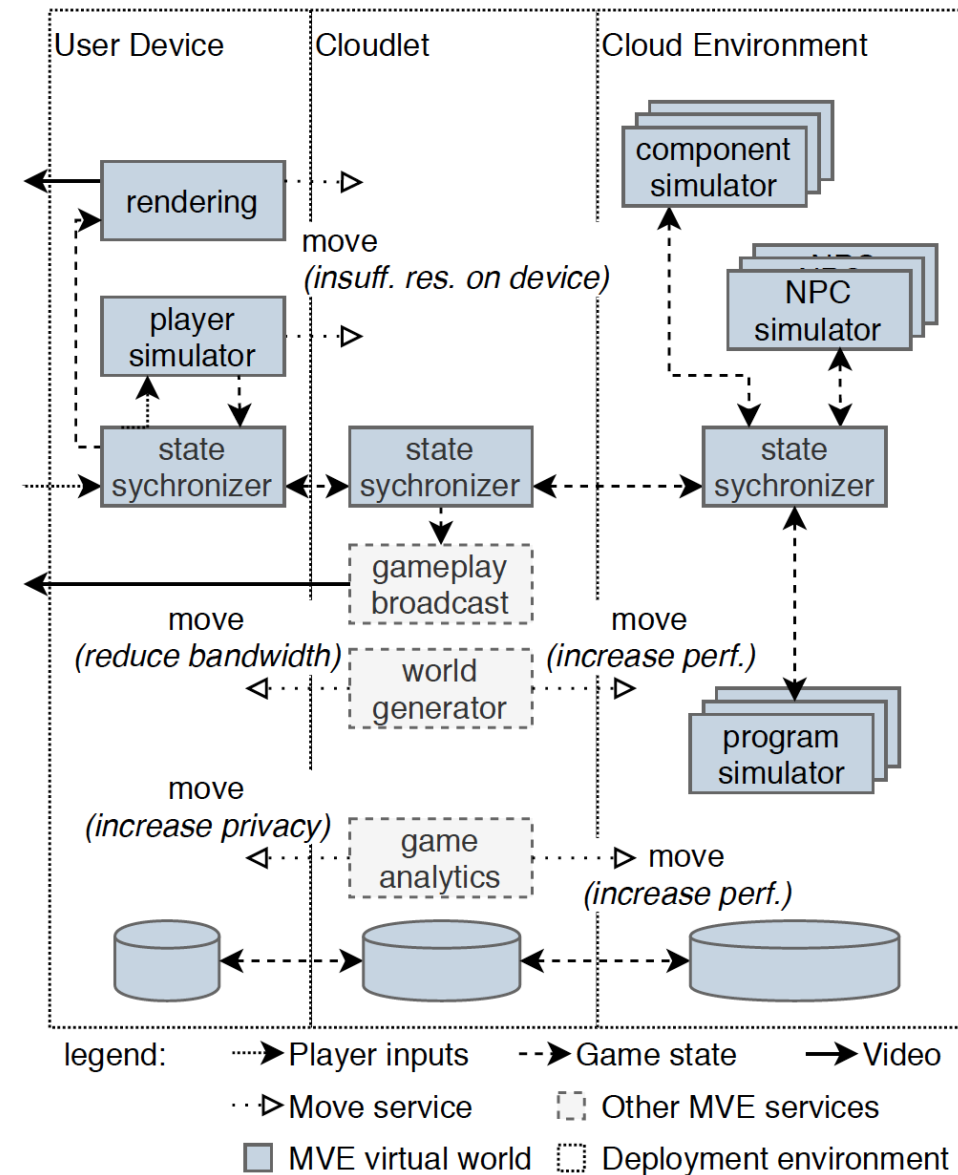 User Device
Cloudlet
Cloud Environment
component
simulator
rendering
move
(insuff. res. on device)
NPC
NPC
NPC
simulator
player
simulator
state
sychronizer
state
sychronizer
state
sychronizer
gameplay
broadcast
move
(reduce bandwidth)
move
(increase perf.)
world
generator
program
simulator
move
(increase privacy)
game
analytics
move
(increase perf.)
legend:
Player inputs
Game state
Video
Move service
Other MVE services
MVE virtual world
Deployment environment